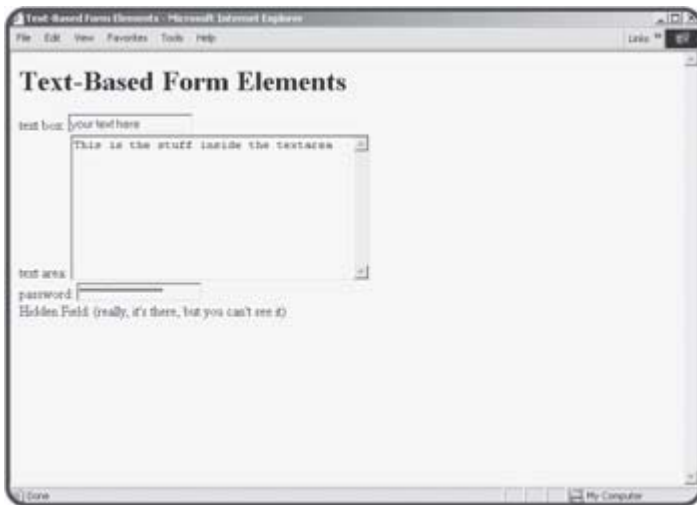 Text-Based Form Elements - Microsoft Internet Explorer
File Edit View Favorites Tools Help
Links »
Text-Based Form Elements
text box: your text here
This is the stuff inside the textarea
text area:
password:
Hidden Field: (really, it's there, but you can't see it)
Done
My Computer